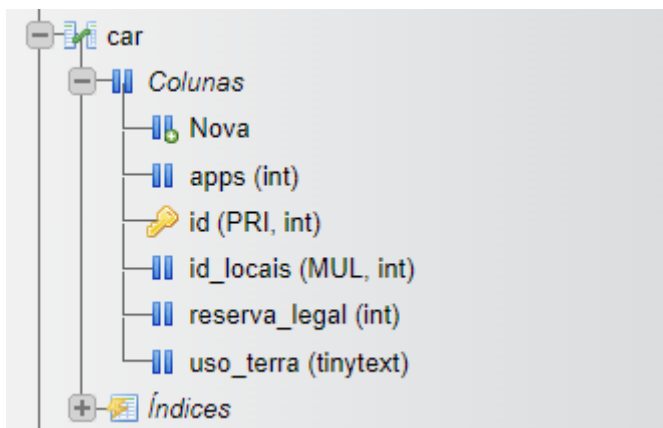 car
Colunas
Nova
apps (int)
id (PRI, int)
id_locais (MUL, int)
reserva_legal (int)
uso_terra (tinytext)
Índices